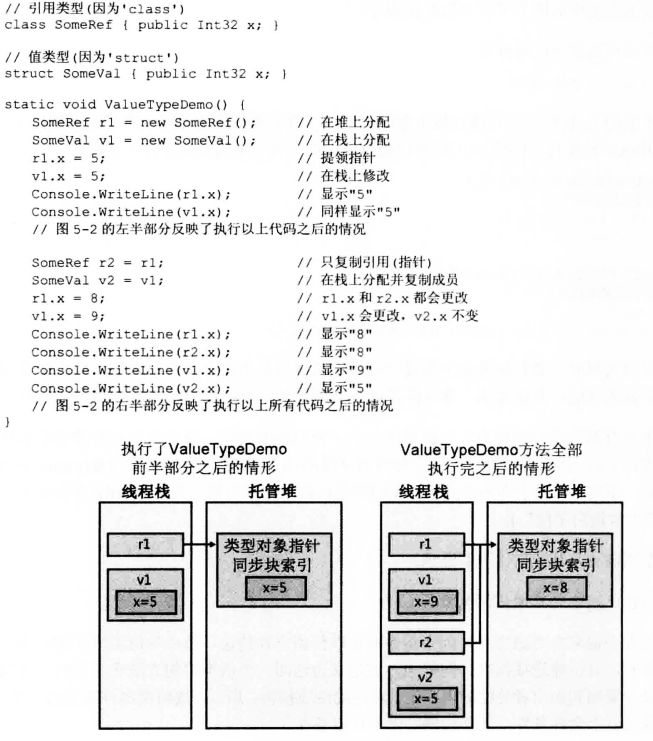 // 引用类型(因为'class')
class SomeRef { public Int32 x; }
// 值类型(因为'struct')
struct SomeVal { public Int32 x; }
static void ValueTypeDemo() {
SomeRef r1 = new SomeRef(); // 在堆上分配
SomeVal v1 = new SomeVal(); // 在栈上分配
r1.x = 5; // 提领指针
v1.x = 5; // 在栈上修改
Console.WriteLine(r1.x); // 显示"5"
Console.WriteLine(v1.x); // 同样显示"5"
// 图 5-2 的左半部分反映了执行以上代码之后的情况
SomeRef r2 = r1; // 只复制引用(指针)
SomeVal v2 = v1; // 在栈上分配并复制成员
r1.x = 8; // r1.x 和 r2.x 都会更改
v1.x = 9; // v1.x 会更改，v2.x 不变
Console.WriteLine(r1.x); // 显示"8"
Console.WriteLine(r2.x); // 显示"8"
Console.WriteLine(v1.x); // 显示"9"
Console.WriteLine(v2.x); // 显示"5"
// 图 5-2 的右半部分反映了执行以上所有代码之后的情况
}
执行了ValueTypeDemo
前半部分之后的情形
线程栈 托管堆
r1
类型对象指针
同步块索引
x=5
v1
x=5
ValueTypeDemo方法全部
执行完之后的情形
线程栈 托管堆
r1
类型对象指针
同步块索引
x=8
v1
x=9
r2
v2
x=5